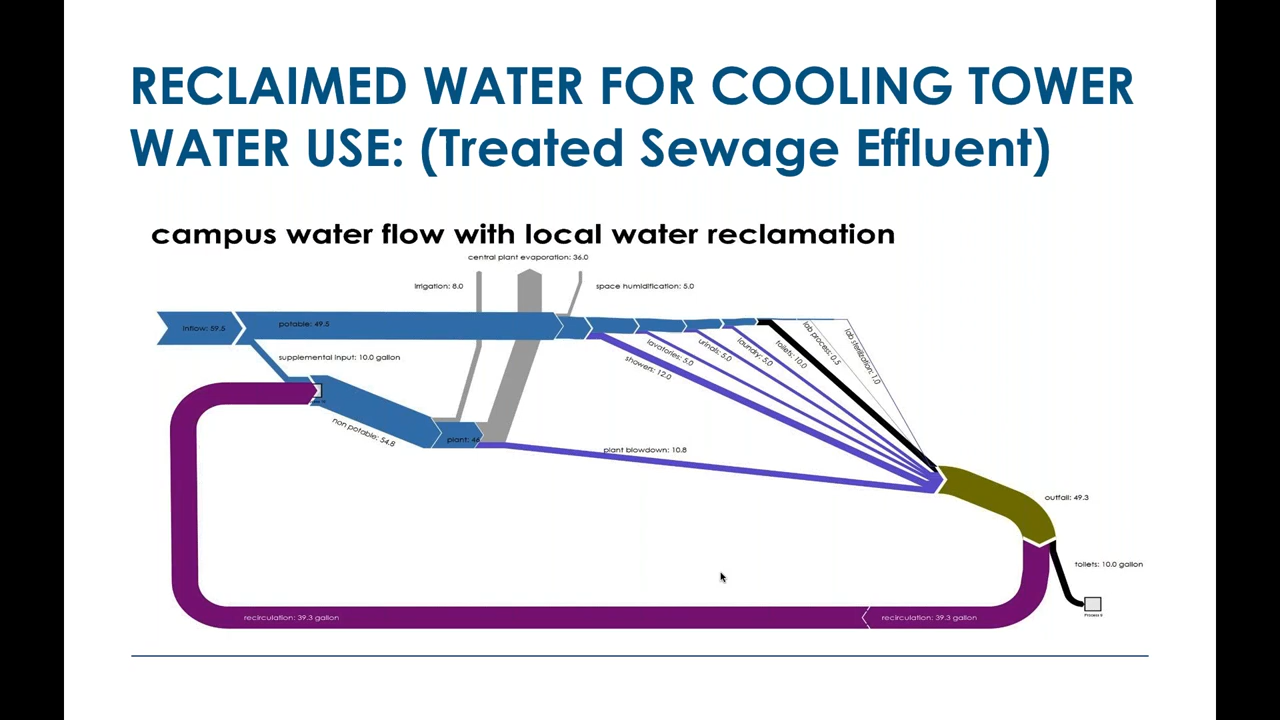 RECLAIMED WATER FOR COOLING TOWER
WATER USE: (Treated Sewage Effluent)
campus water flow with local water reclamation
central plant evaporation: 36.0
irrigation: 8.0
space humidification: 5.0
inflow: 59.5
potable: 49.5
supplemental input: 10.0 gallon
showers: 12.0
lavatories: 5.0
urinals: 5.0
laundry: 5.0
toilets: 10.0
lab process: 0.5
lab sterilization: 1.0
non potable: 54.8
plant: 46
plant blowdown: 10.8
outfall: 49.3
toilets: 10.0 gallon
recirculation: 39.3 gallon
recirculation: 39.3 gallon